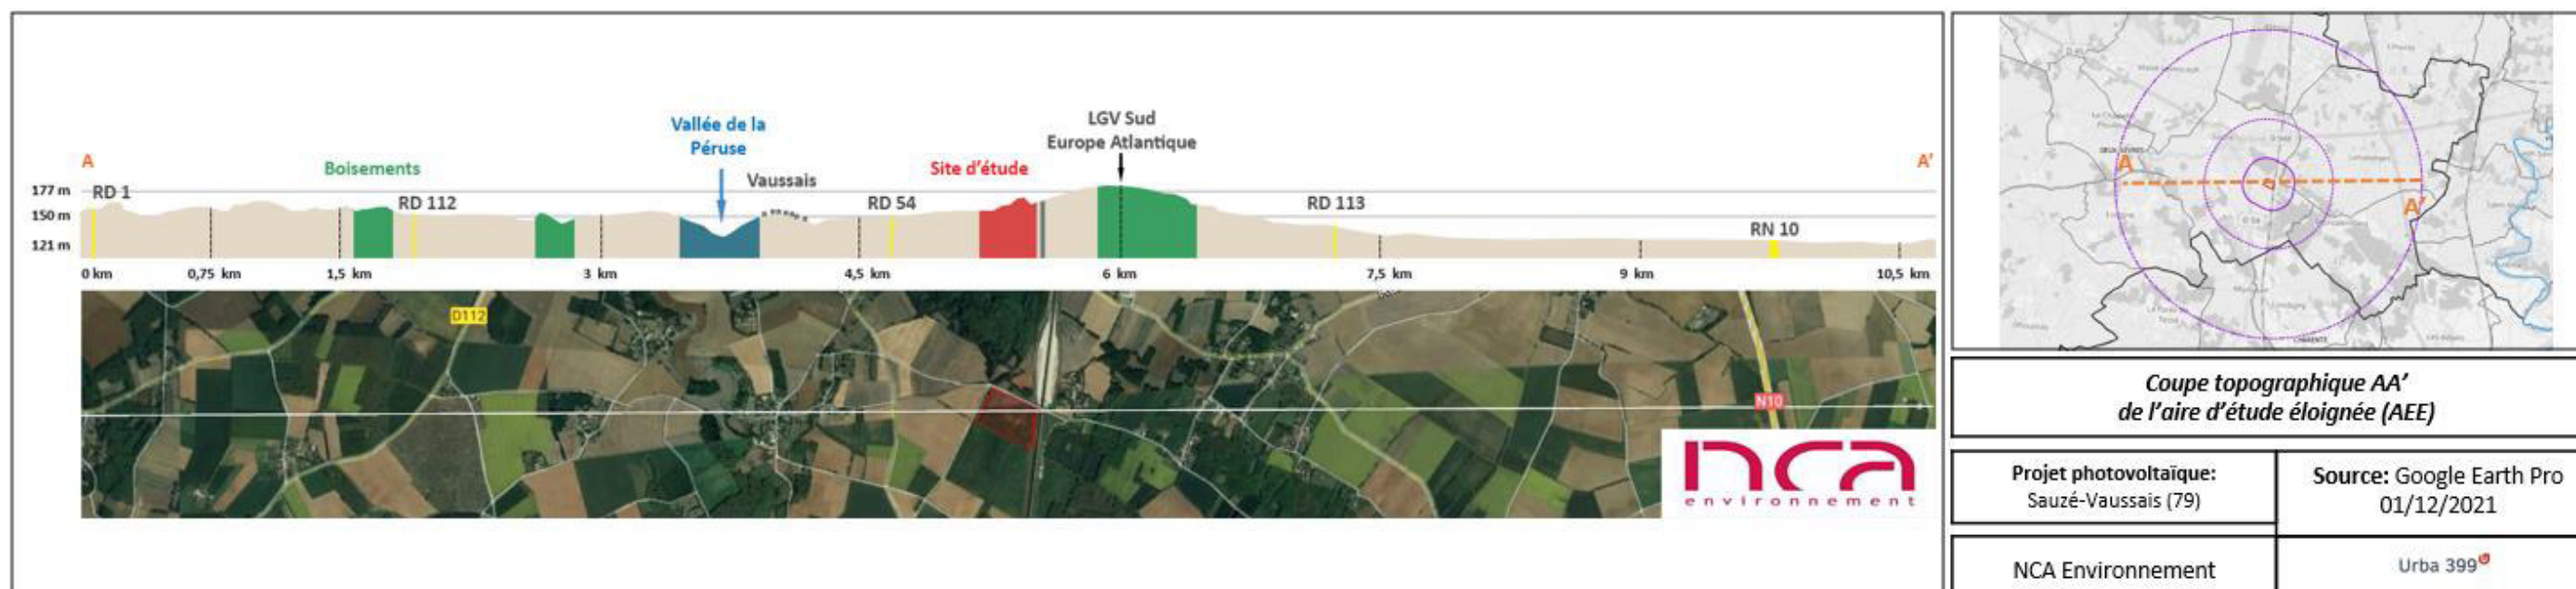 LGV Sud
Europe Atlantique
Vallée de la
Péruse
A
Boisements
Vaussais
Site d'étude
A'
177 m
RD 1
RD 112
RD 54
RD 113
150 m
RN 10
121 m
0 km
0,75 km
1,5 km
3 km
4,5 km
6 km
7,5 km
9 km
10,5 km
D112
N10
nca
environnement
DEUX-SÈVRES
A
A'
CHARENTE
Coupe topographique AA'
de l'aire d'étude éloignée (AEE)
Projet photovoltaïque:
Sauzé-Vaussais (79)
Source: Google Earth Pro
01/12/2021
NCA Environnement
Urba 399